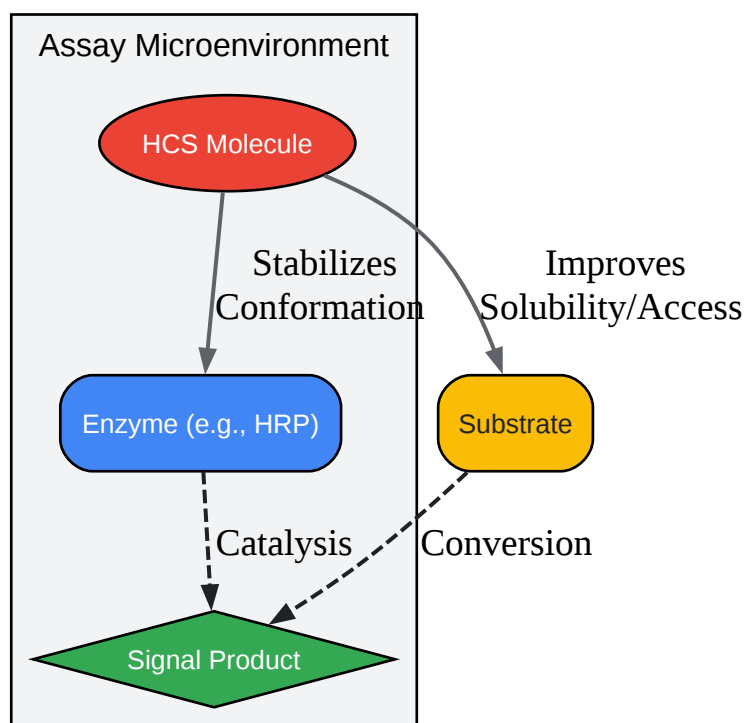 Assay Microenvironment
HCS Molecule
Stabilizes
Conformation
Improves
Solubility/Access
Enzyme (e.g., HRP)
Substrate
Catalysis
Conversion
Signal Product